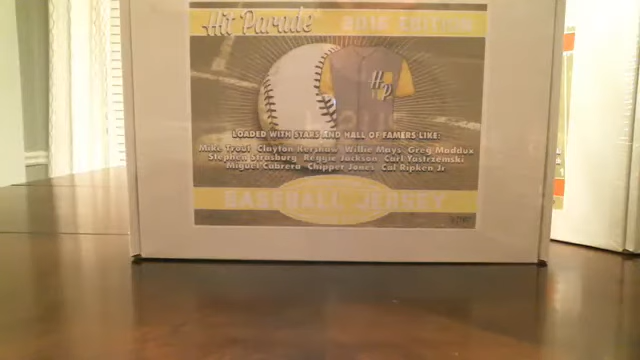 Hit Parade 2016 EDITION
HP
LOADED WITH STARS AND HALL OF FAMERS LIKE:
Mike Trout Clayton Kershaw Willie Mays Greg Maddux
Stephen Strasburg Reggie Jackson Carl Yastrzemski
Miguel Cabrera Chipper Jones Cal Ripken Jr
BASEBALL JERSEY